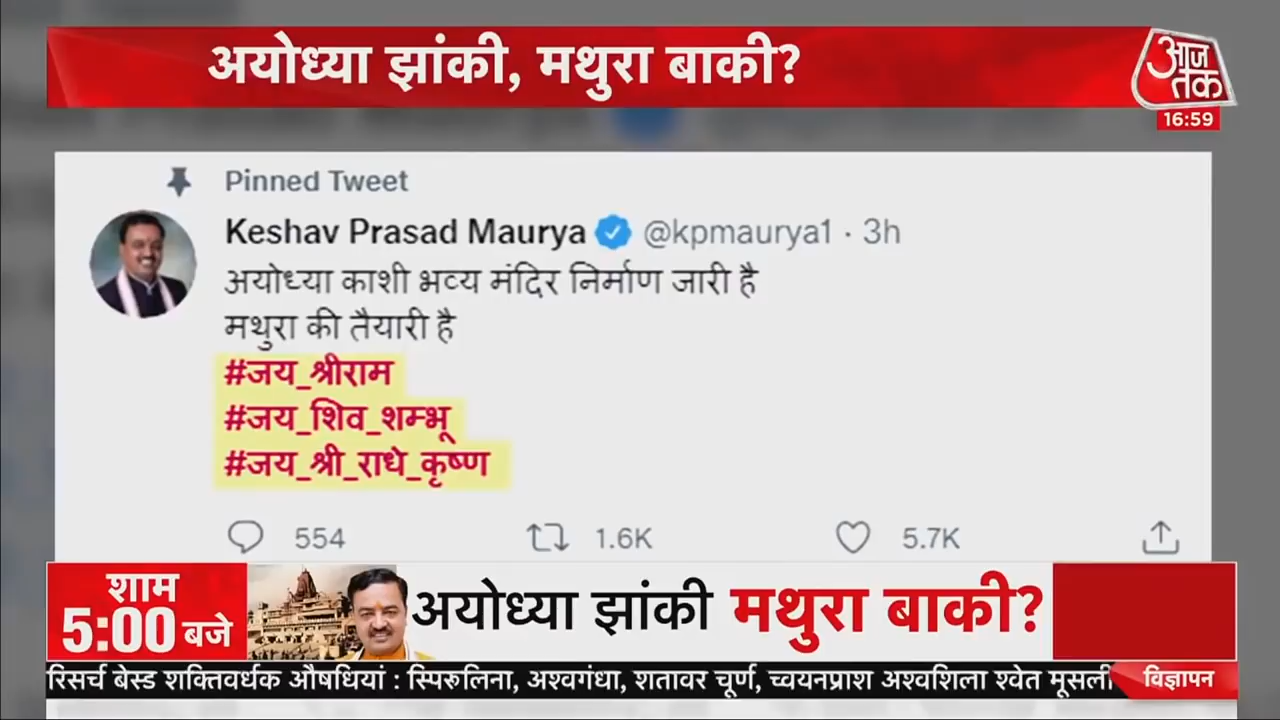 अयोध्या झांकी, मथुरा बाकी?
आज तक
16:59
Pinned Tweet
Keshav Prasad Maurya @kpmaurya1 · 3h
अयोध्या काशी भव्य मंदिर निर्माण जारी है
मथुरा की तैयारी है
#जय_श्रीराम
#जय_शिव_शम्भू
#जय_श्री_राधे_कृष्ण
554 1.6K 5.7K
शाम
5:00 बजे
अयोध्या झांकी मथुरा बाकी?
रिसर्च बेस्ड शक्तिवर्धक औषधियां : स्पिरूलिना, अश्वगंधा, शतावर चूर्ण, च्वयनप्राश अश्वशिला श्वेत मूसली विज्ञापन